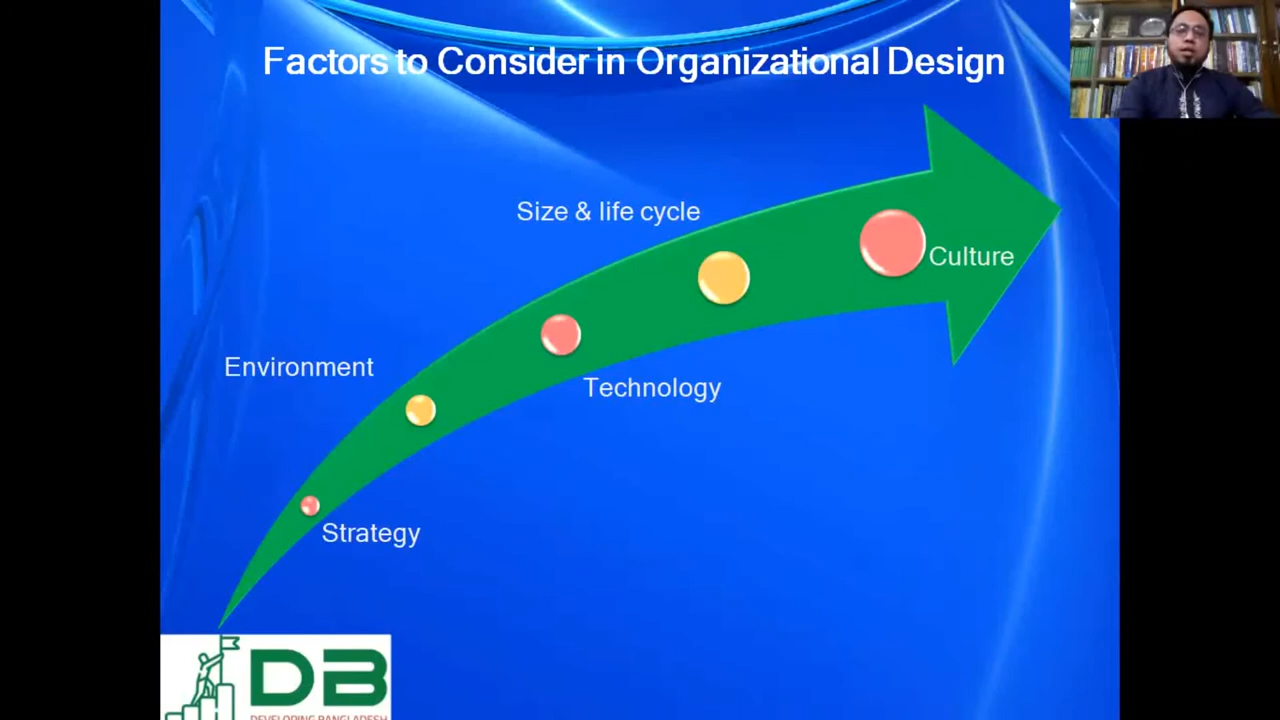 Factors to Consider in Organizational Design
Size & life cycle
Culture
Environment
Technology
Strategy
DB
DEVELOPING BANGLADESH